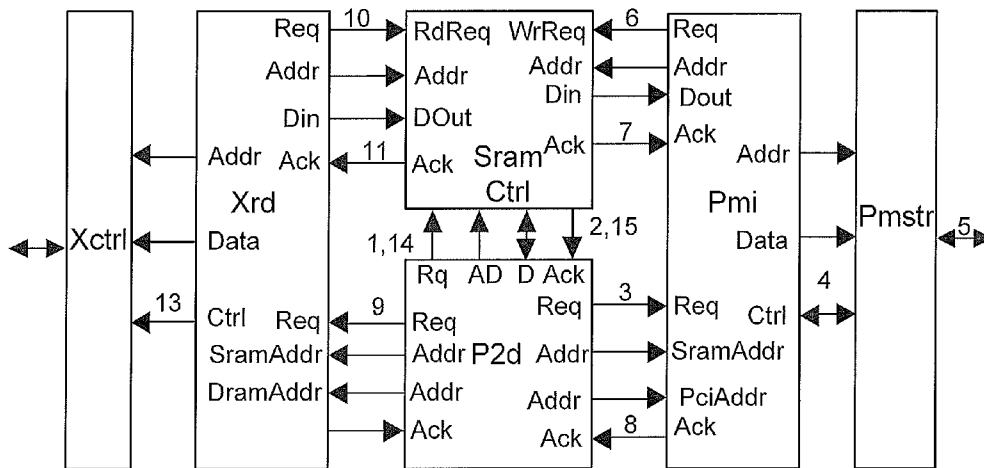 Req 10 RdReq WrReq 6 Req
Addr Addr Addr Addr
Din DOut Din Dout
Addr Ack 11 Ack Sram Ctrl Ack 7 Ack Addr
Xctrl Xrd Pmi Pmstr
Data 1,14 2,15 Data 5
Rq AD D Ack
13 Ctrl Req 9 Req Req 3 Req Ctrl 4
SramAddr Addr P2d Addr SramAddr
DramAddr Addr Addr PciAddr
Ack Ack 8 Ack